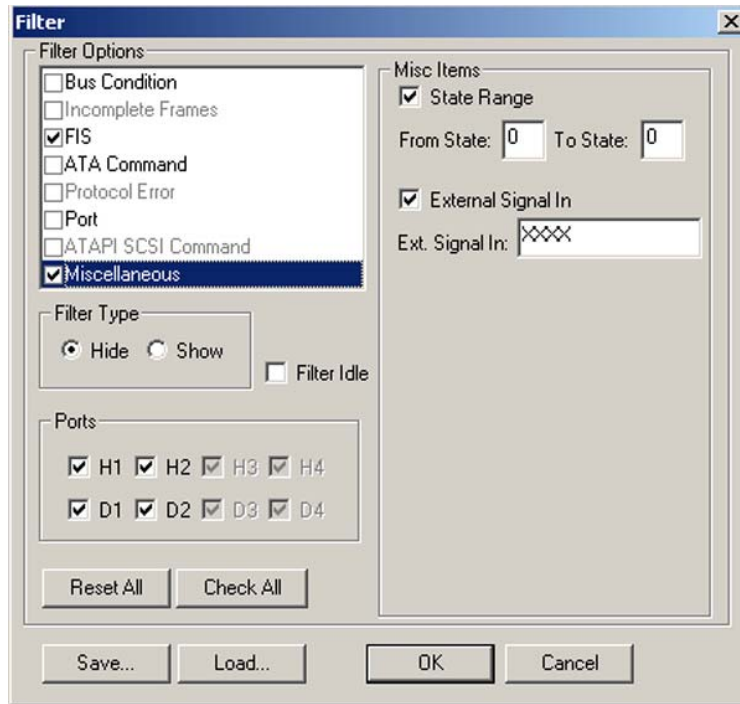 Filter
Filter Options
Bus Condition
Incomplete Frames
FIS
ATA Command
Protocol Error
Port
ATAPI SCSI Command
Miscellaneous
Filter Type
Hide Show
Filter Idle
Ports
H1 H2 H3 H4
D1 D2 D3 D4
Reset All Check All
Misc Items
State Range
From State: 0 To State: 0
External Signal In
Ext. Signal In: XXXX
Save... Load... OK Cancel